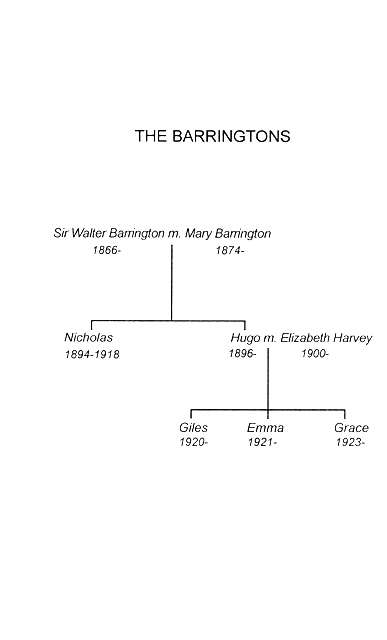 THE BARRINGTONS
Sir Walter Barrington m. Mary Barrington
1866- 1874-
Nicholas Hugo m. Elizabeth Harvey
1894-1918 1896- 1900-
Giles Emma Grace
1920- 1921- 1923-